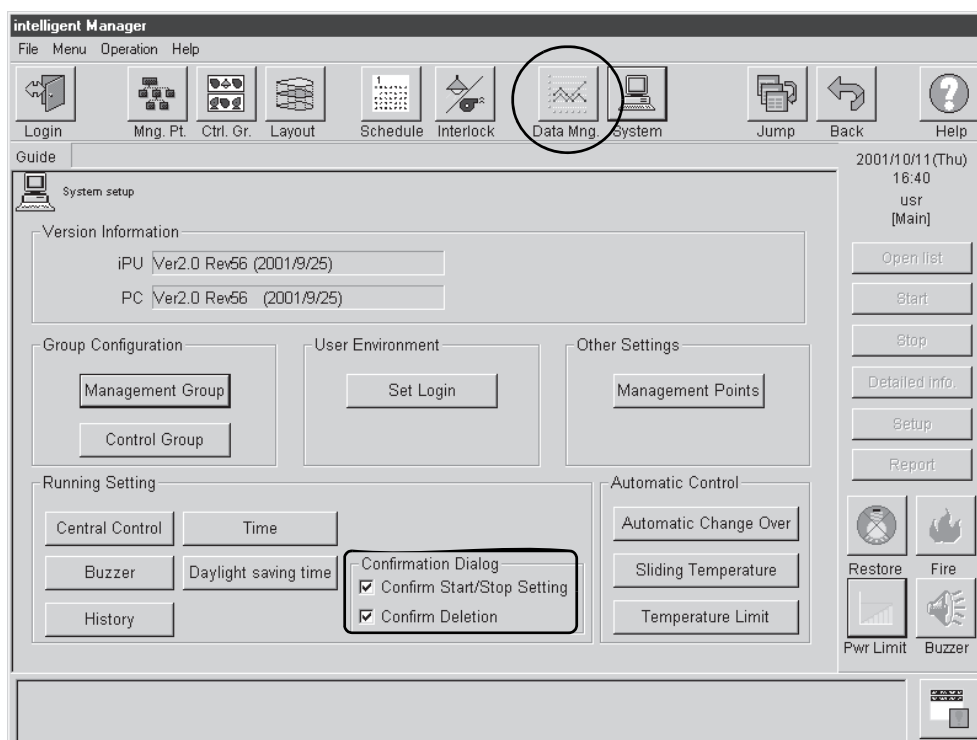 intelligent Manager
File Menu Operation Help
Login Mng. Pt. Ctrl. Gr. Layout Schedule Interlock Data Mng. System Jump Back Help
Guide
2001/10/11(Thu)
16:40
usr
[Main]
System setup
Version Information
iPU Ver2.0 Rev56 (2001/9/25)
PC Ver2.0 Rev56 (2001/9/25)
Group Configuration
Management Group
Control Group
User Environment
Set Login
Other Settings
Management Points
Running Setting
Central Control
Time
Buzzer
Daylight saving time
History
Confirmation Dialog
Confirm Start/Stop Setting
Confirm Deletion
Automatic Control
Automatic Change Over
Sliding Temperature
Temperature Limit
Open list
Start
Stop
Detailed info.
Setup
Report
Restore Fire
Pwr Limit Buzzer